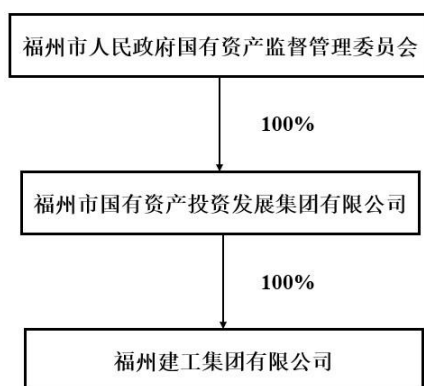 福州市人民政府国有资产监督管理委员会
100%
福州市国有资产投资发展集团有限公司
100%
福州建工集团有限公司